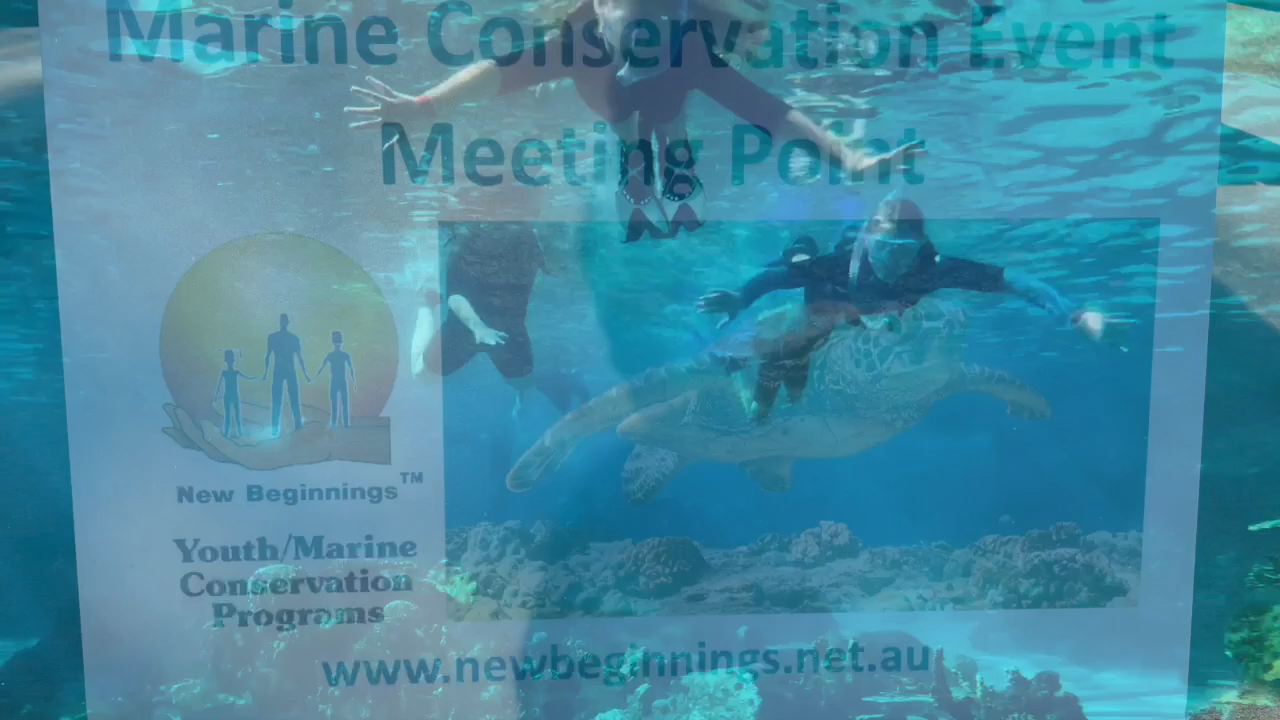 Marine Conservation Event
Meeting Point
New Beginnings™
Youth/Marine
Conservation
Programs
www.newbeginnings.net.au